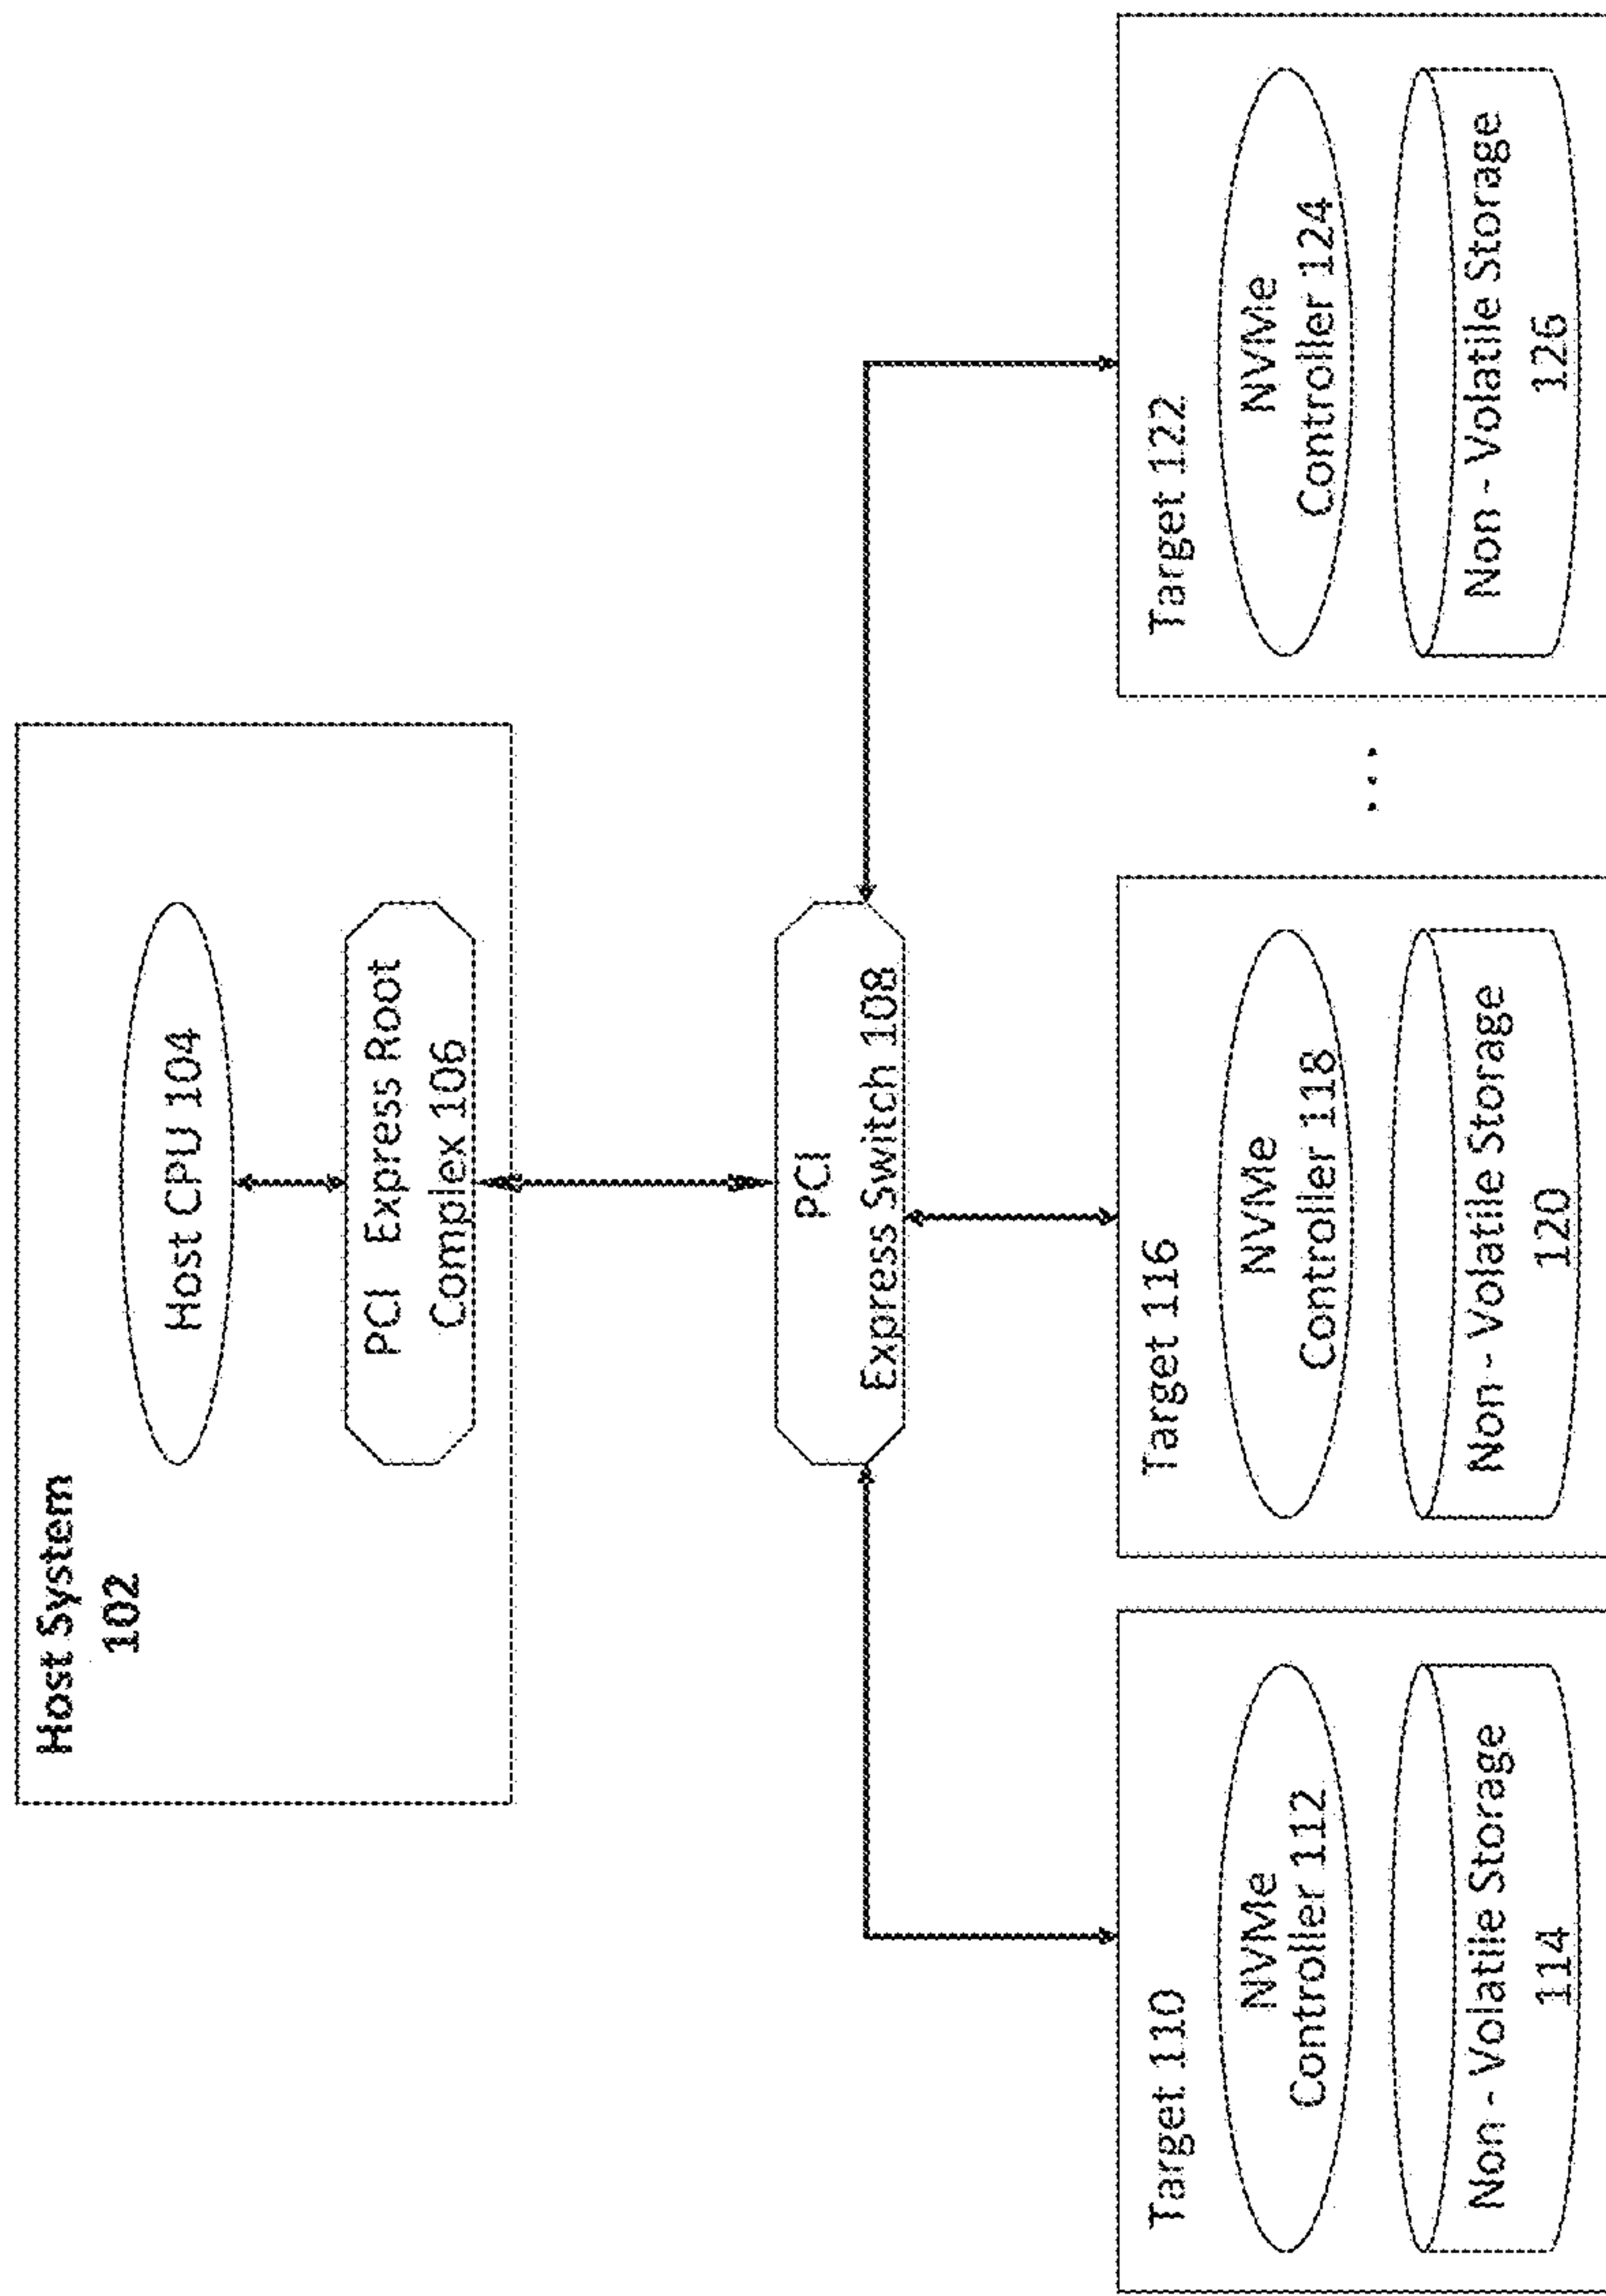 Host System
102
Host CPU 104
PCI Express Root
Complex 106
PCI
Express Switch 108
Target 110
NVMe
Controller 112
Non - Volatile Storage
114
Target 116
NVMe
Controller 118
Non - Volatile Storage
120
...
Target 122
NVMe
Controller 124
Non - Volatile Storage
126